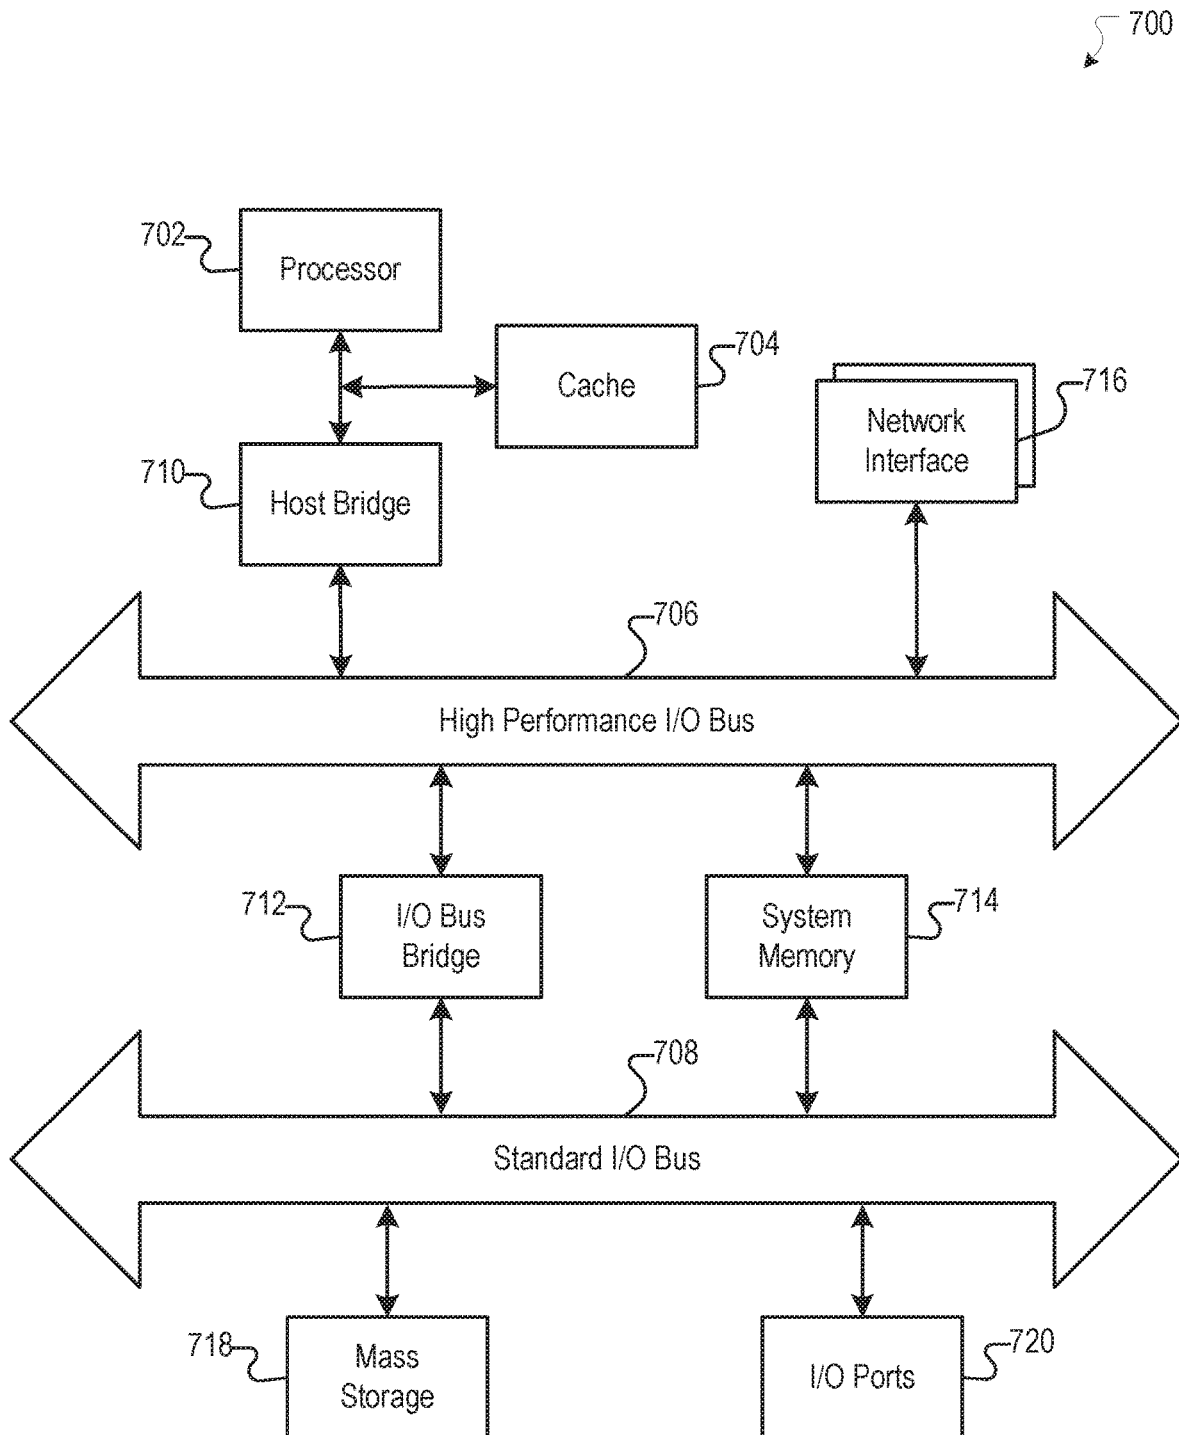 700
702
Processor
704
Cache
716
Network
Interface
710
Host Bridge
706
High Performance I/O Bus
712
I/O Bus
Bridge
714
System
Memory
708
Standard I/O Bus
718
Mass
Storage
720
I/O Ports